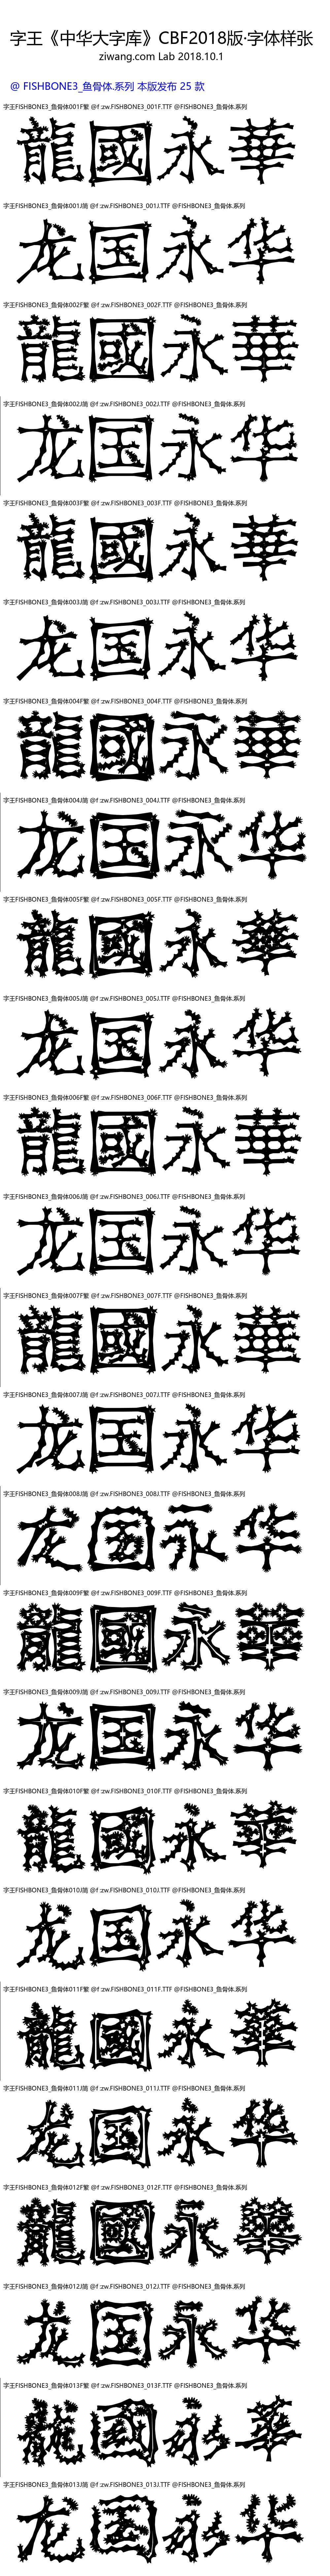 字王《中华大字库》CBF2018版·字体样张
ziwang.com Lab 2018.10.1
@ FISHBONE3_鱼骨体.系列 本版发布 25 款
字王FISHBONE3_鱼骨体001F繁 @f :zw.FISHBONE3_001F.TTF @FISHBONE3_鱼骨体.系列
龍國永華
字王FISHBONE3_鱼骨体001J简 @f :zw.FISHBONE3_001J.TTF @FISHBONE3_鱼骨体.系列
龙国永华
字王FISHBONE3_鱼骨体002F繁 @f :zw.FISHBONE3_002F.TTF @FISHBONE3_鱼骨体.系列
龍國永華
字王FISHBONE3_鱼骨体002J简 @f :zw.FISHBONE3_002J.TTF @FISHBONE3_鱼骨体.系列
龙国永华
字王FISHBONE3_鱼骨体003F繁 @f :zw.FISHBONE3_003F.TTF @FISHBONE3_鱼骨体.系列
龍國永華
字王FISHBONE3_鱼骨体003J简 @f :zw.FISHBONE3_003J.TTF @FISHBONE3_鱼骨体.系列
龙国永华
字王FISHBONE3_鱼骨体004F繁 @f :zw.FISHBONE3_004F.TTF @FISHBONE3_鱼骨体.系列
龍國永華
字王FISHBONE3_鱼骨体004J简 @f :zw.FISHBONE3_004J.TTF @FISHBONE3_鱼骨体.系列
龙国永华
字王FISHBONE3_鱼骨体005F繁 @f :zw.FISHBONE3_005F.TTF @FISHBONE3_鱼骨体.系列
龍國永華
字王FISHBONE3_鱼骨体005J简 @f :zw.FISHBONE3_005J.TTF @FISHBONE3_鱼骨体.系列
龙国永华
字王FISHBONE3_鱼骨体006F繁 @f :zw.FISHBONE3_006F.TTF @FISHBONE3_鱼骨体.系列
龍國永華
字王FISHBONE3_鱼骨体006J简 @f :zw.FISHBONE3_006J.TTF @FISHBONE3_鱼骨体.系列
龙国永华
字王FISHBONE3_鱼骨体007F繁 @f :zw.FISHBONE3_007F.TTF @FISHBONE3_鱼骨体.系列
龍國永華
字王FISHBONE3_鱼骨体007J简 @f :zw.FISHBONE3_007J.TTF @FISHBONE3_鱼骨体.系列
龙国永华
字王FISHBONE3_鱼骨体008J简 @f :zw.FISHBONE3_008J.TTF @FISHBONE3_鱼骨体.系列
龙国永华
字王FISHBONE3_鱼骨体009F繁 @f :zw.FISHBONE3_009F.TTF @FISHBONE3_鱼骨体.系列
龍國永華
字王FISHBONE3_鱼骨体009J简 @f :zw.FISHBONE3_009J.TTF @FISHBONE3_鱼骨体.系列
龙国永华
字王FISHBONE3_鱼骨体010F繁 @f :zw.FISHBONE3_010F.TTF @FISHBONE3_鱼骨体.系列
龍國永華
字王FISHBONE3_鱼骨体010J简 @f :zw.FISHBONE3_010J.TTF @FISHBONE3_鱼骨体.系列
龙国永华
字王FISHBONE3_鱼骨体011F繁 @f :zw.FISHBONE3_011F.TTF @FISHBONE3_鱼骨体.系列
龍國永華
字王FISHBONE3_鱼骨体011J简 @f :zw.FISHBONE3_011J.TTF @FISHBONE3_鱼骨体.系列
龙国永华
字王FISHBONE3_鱼骨体012F繁 @f :zw.FISHBONE3_012F.TTF @FISHBONE3_鱼骨体.系列
龍國永華
字王FISHBONE3_鱼骨体012J简 @f :zw.FISHBONE3_012J.TTF @FISHBONE3_鱼骨体.系列
龙国永华
字王FISHBONE3_鱼骨体013F繁 @f :zw.FISHBONE3_013F.TTF @FISHBONE3_鱼骨体.系列
龍國永華
字王FISHBONE3_鱼骨体013J简 @f :zw.FISHBONE3_013J.TTF @FISHBONE3_鱼骨体.系列
龙国永华